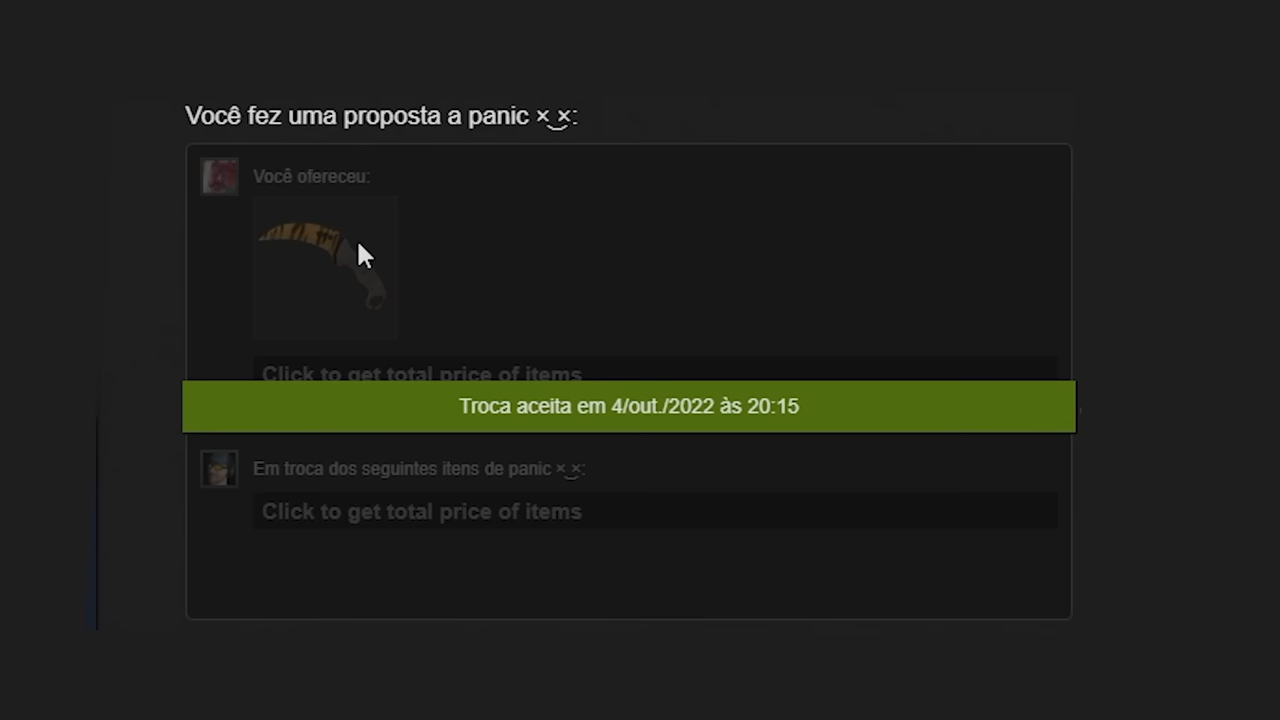 Você fez uma proposta a panic ×͜×:
Você ofereceu:
Click to get total price of items
Troca aceita em 4/out./2022 às 20:15
Em troca dos seguintes itens de panic ×͜×:
Click to get total price of items